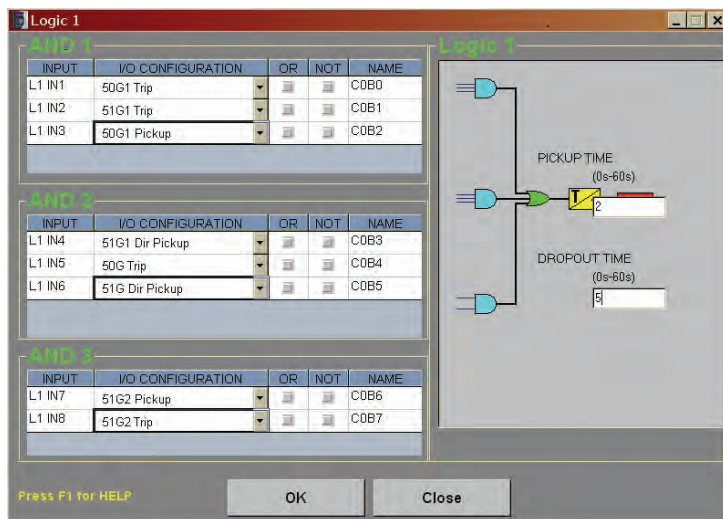 Logic 1
AND 1
INPUT I/O CONFIGURATION OR NOT NAME
L1 IN1 50G1 Trip C0B0
L1 IN2 51G1 Trip C0B1
L1 IN3 50G1 Pickup C0B2
AND 2
INPUT I/O CONFIGURATION OR NOT NAME
L1 IN4 51G1 Dir Pickup C0B3
L1 IN5 50G Trip C0B4
L1 IN6 51G Dir Pickup C0B5
AND 3
INPUT I/O CONFIGURATION OR NOT NAME
L1 IN7 51G2 Pickup C0B6
L1 IN8 51G2 Trip C0B7
Logic 1
PICKUP TIME
(0s-60s)
T
2
DROPOUT TIME
(0s-60s)
5
Press F1 for HELP
OK
Close